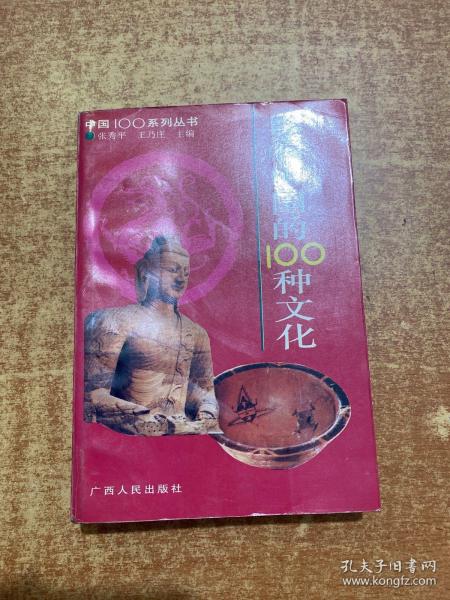 中国100系列丛书
张秀平 王乃庄 主编
国的100种文化
广西人民出版社
孔夫子旧书网
www.kongfz.com